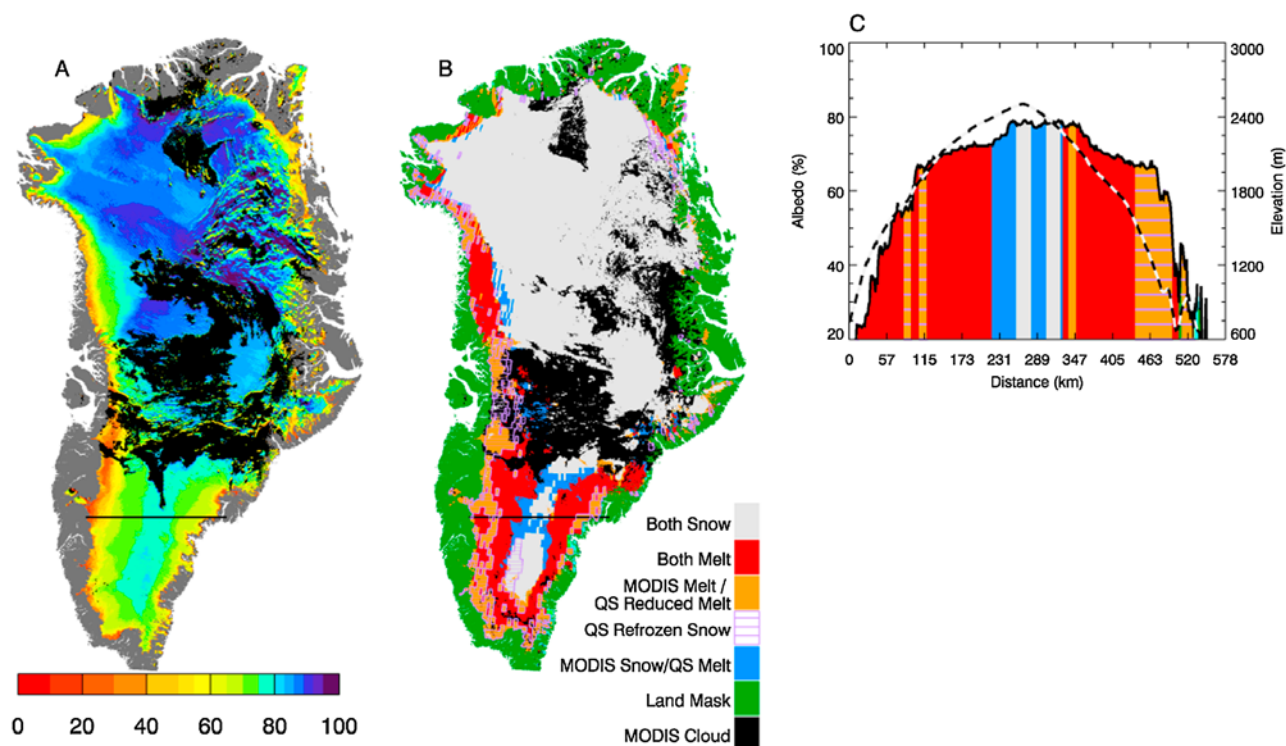 A
B
C
0 20 40 60 80 100
Both Snow
Both Melt
MODIS Melt /
QS Reduced Melt
QS Refrozen Snow
MODIS Snow/QS Melt
Land Mask
MODIS Cloud
100
80
60
40
20
Albedo (%)
3000
2400
1800
1200
600
Elevation (m)
0 57 115 173 231 289 347 405 463 520 578
Distance (km)